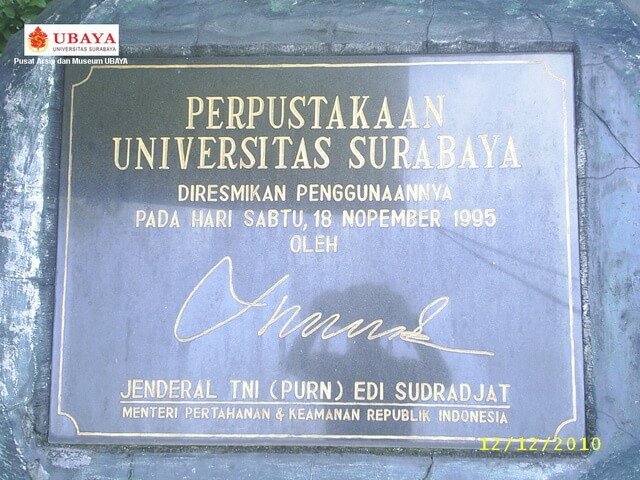 UBAYA
UNIVERSITAS SURABAYA
Pusat Arsip dan Museum UBAYA
PERPUSTAKAAN
UNIVERSITAS SURABAYA
DIRESMIKAN PENGGUNAANNYA
PADA HARI SABTU, 18 NOPEMBER 1995
OLEH
JENDERAL TNI (PURN) EDI SUDRADJAT
MENTERI PERTAHANAN & KEAMANAN REPUBLIK INDONESIA
12/12/2010